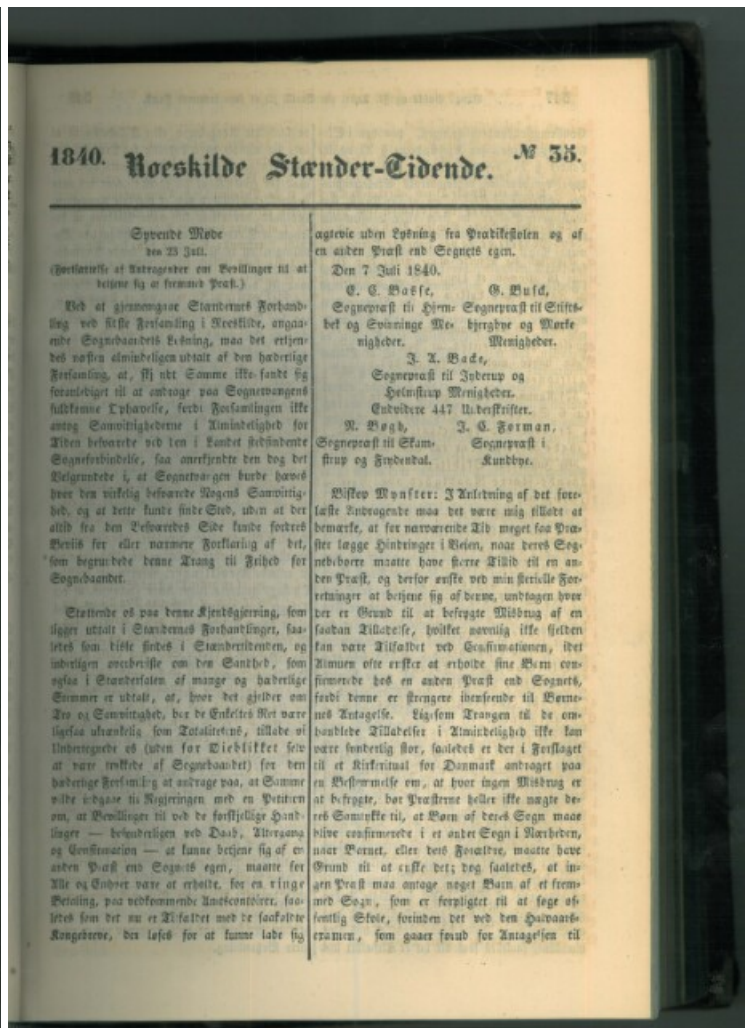 1840. Roeskilde Stænder-Tidende. № 35.
Syvende Møde
den 23 Juli.
(Fortsættelse af Andragender om Bevillinger til at
betjene sig af fremmed Præst.)
Ved at gjennemgaae Stændernes Forhand-
ling ved sidste Forsamling i Roeskilde, angaa-
ende Sognebaandets Løsning, maa det erkjen-
des næsten almindeligen udtalt af den hæderlige
Forsamling, at, skjøndt Samme ikke fandt sig
foranlediget til at andrage paa Sognetvangens
fuldkomne Ophævelse, fordi Forsamlingen ikke
antog Samvittighederne i Almindelighed for
Tiden besværede ved den i Landet stedfindende
Sogneforbindelse, saa anerkjendte den dog det
Velgrundede i, at Sognetvangen burde hæves
hvor den virkelig besværede Nogens Samvittig-
hed, og at dette kunde finde Sted, uden at der
altid fra den Besværedes Side kunde fordres
Beviis for eller nærmere Forklaring af det,
som begrundede denne Trang til Frihed for
Sognebaandet.
Støttende os paa denne Kjendsgjerning, som
ligger udtalt i Stændernes Forhandlinger, saa-
ledes som disse findes i Stændertidenden, og
inderligen overbeviste om den Sandhed, som
ogsaa i Stændersalen af mange og hæderlige
Stemmer er udtalt, at, hvor det gjelder om
Tro og Samvittighed, bør de Enkeltes Ret være
ligesaa ukrænkelig som Totalitetens, tillade vi
Undertegnede os (uden for Øieblikket selv
at være trykkede af Sognebaandet) for den
hæderlige Forsamling at andrage paa, at Samme
vilde indgaae til Regjeringen med en Petition
om, at Bevillinger til ved de forskjellige Hand-
linger — besynderligen ved Daab, Altergang
og Confirmation — at kunne betjene sig af en
anden Præst end Sognets egen, maatte for
Alle og Enhver være at erholde, for en ringe
Betaling, paa vedkommende Amtscontoirer, saa-
ledes som det nu er Tilfældet med de saakaldte
Kongebreve, der løses for at kunne lade sig
ægtevie uden Lysning fra Prædikestolen og af
en anden Præst end Sognets egen.
Den 7 Juli 1840.
E. C. Basse, G. Busch,
Sognepræst til Hjem- Sognepræst til Stifts-
bek og Svinninge Me- bjergbye og Mørke
nigheder. Menigheder.
J. A. Bache,
Sognepræst til Jyderup og
Holmstrup Menigheder.
Endvidere 447 Underskrifter.
N. Bøgh, J. C. Forman,
Sognepræst til Skam- Sognepræst i
strup og Frydendal. Kundbye.
Biskop Mynster: I Anledning af det fore-
læste Andragende maa det være mig tilladt at
bemærke, at for nærværende Tid meget faa Præ-
ster lægge Hindringer i Veien, naar deres Sog-
nebeboere maatte have større Tillid til en an-
den Præst, og derfor ønske ved ministerielle For-
retninger at betjene sig af denne, undtagen hvor
der er Grund til at befrygte Misbrug af en
saadan Tilladelse, hvilket navnlig ikke sjelden
kan være Tilfældet ved Confirmationen, idet
Almuen ofte ønsker at erholde sine Børn con-
firmerede hos en anden Præst end Sognets,
fordi denne er strengere henseende til Børne-
nes Antagelse. Ligesom Trangen til de om-
handlede Tilladelser i Almindelighed ikke kan
være synderlig stor, saaledes er der i Forslaget
til et Kirkeritual for Danmark andraget paa
en Bestemmelse om, at hvor ingen Misbrug er
at befrygte, bør Præsterne heller ikke nægte de-
res Samtykke til, at Børn af deres Sogn maae
blive confirmerede i et andet Sogn i Nærheden,
naar Barnet, eller dets Forældre, maatte have
Grund til at ønske det; dog saaledes, at in-
gen Præst maa antage noget Barn af et frem-
med Sogn, som er forpligtet til at søge of-
fentlig Skole, forinden det ved den Halvaars-
examen, som gaaer forud for Antagelsen til